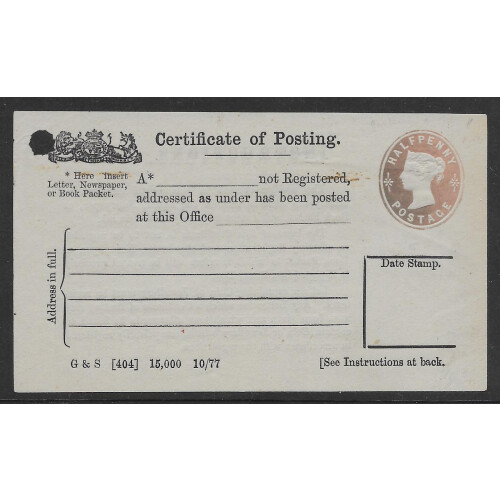 Certificate of Posting.
HALFPENNY
POSTAGE
* Here insert
Letter, Newspaper,
or Book Packet.
A* not Registered,
addressed as under has been posted
at this Office
Address in full.
Date Stamp.
G & S [404] 15,000 10/77
[See Instructions at back.